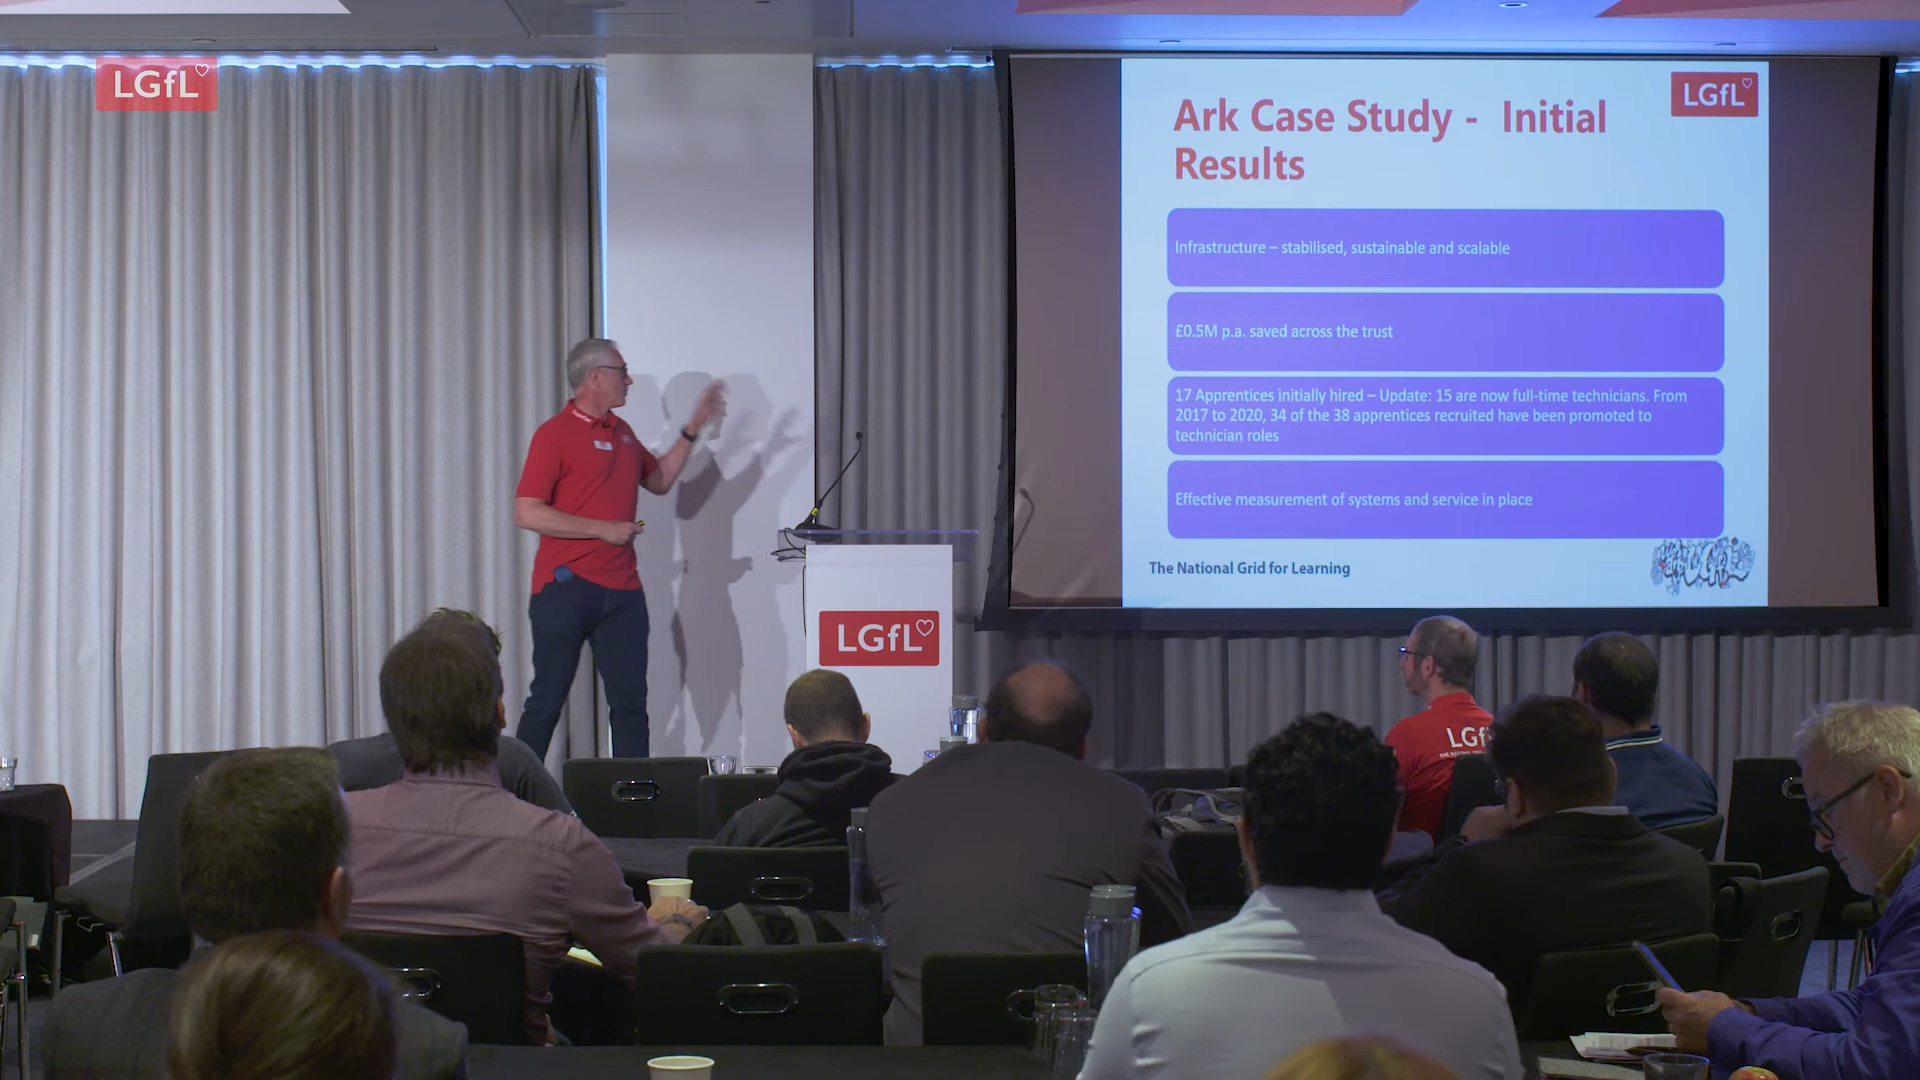 LGfL
LGfL
Ark Case Study - Initial
Results
Infrastructure – stabilised, sustainable and scalable
£0.5M p.a. saved across the trust
17 Apprentices initially hired – Update: 15 are now full-time technicians. From
2017 to 2020, 34 of the 38 apprentices recruited have been promoted to
technician roles
Effective measurement of systems and service in place
The National Grid for Learning
LGfL
LGfL
LGf